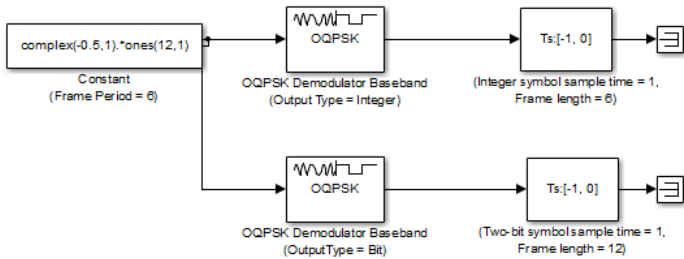 complex(-0.5,1).*ones(12,1)
Constant
(Frame Period = 6)
OQPSK
OQPSK Demodulator Baseband
(Output Type = Integer)
Ts:[-1, 0]
(Integer symbol sample time = 1,
Frame length = 6)
OQPSK
OQPSK Demodulator Baseband
(OutputType = Bit)
Ts:[-1, 0]
(Two-bit symbol sample time = 1,
Frame length = 12)